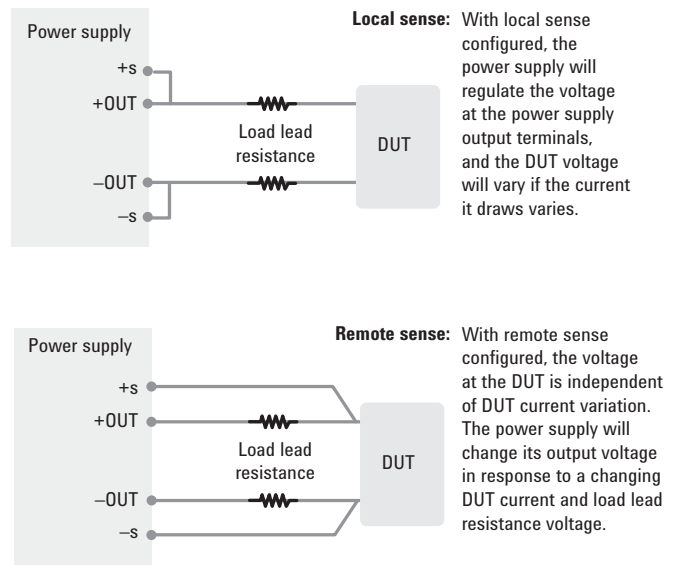 Power supply
+s
+OUT
Load lead
resistance
–OUT
–s
DUT
Local sense: With local sense
configured, the
power supply will
regulate the voltage
at the power supply
output terminals,
and the DUT voltage
will vary if the current
it draws varies.
Power supply
+s
+OUT
Load lead
resistance
–OUT
–s
DUT
Remote sense: With remote sense
configured, the voltage
at the DUT is independent
of DUT current variation.
The power supply will
change its output voltage
in response to a changing
DUT current and load lead
resistance voltage.